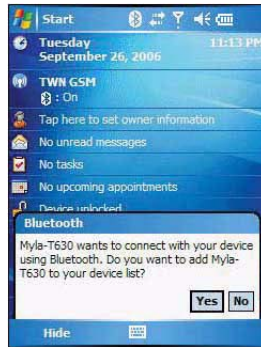 Start
Tuesday 11:13 PM
September 26, 2006
TWN GSM
: On
Tap here to set owner information
No unread messages
No tasks
No upcoming appointments
Device unlocked
Bluetooth
Myla-T630 wants to connect with your device
using Bluetooth. Do you want to add Myla-
T630 to your device list?
Yes No
Hide